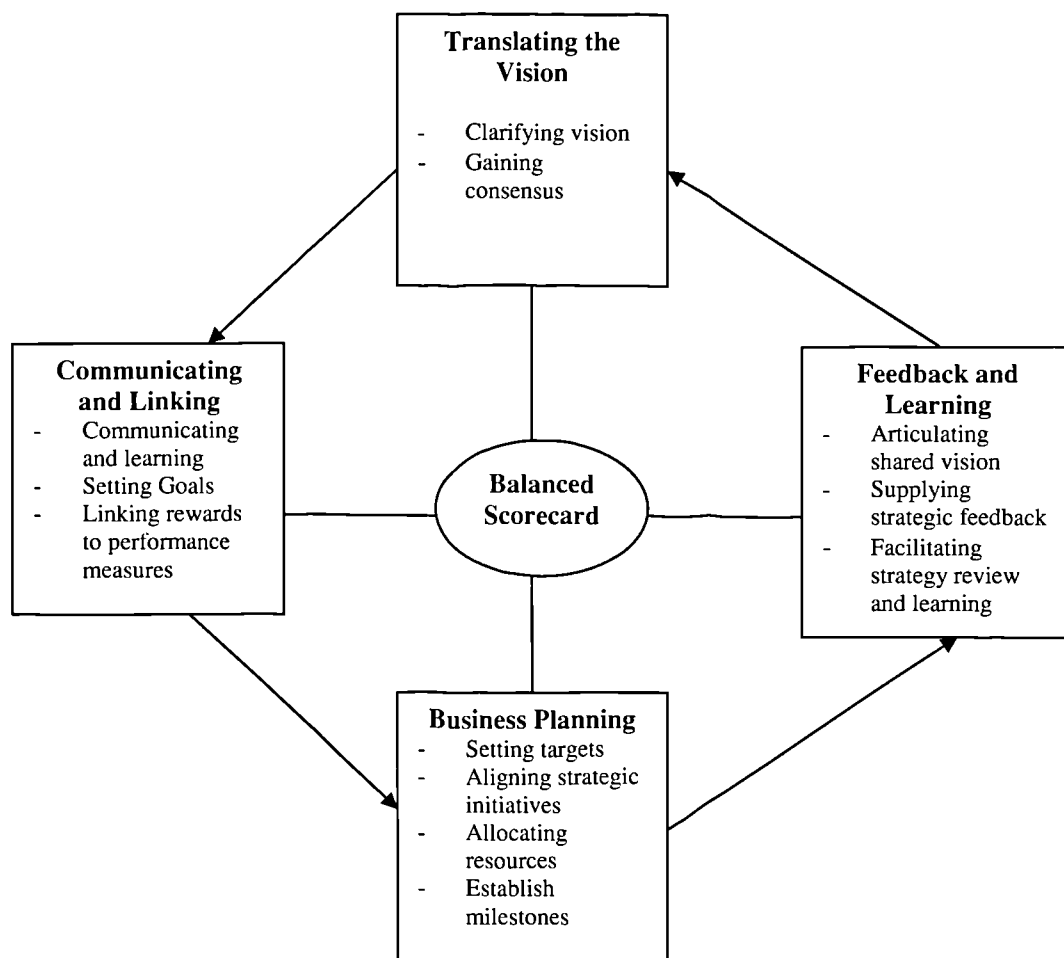 Translating the
Vision
- Clarifying vision
- Gaining
consensus
Communicating
and Linking
- Communicating
and learning
- Setting Goals
- Linking rewards
to performance
measures
Balanced
Scorecard
Feedback and
Learning
- Articulating
shared vision
- Supplying
strategic feedback
- Facilitating
strategy review
and learning
Business Planning
- Setting targets
- Aligning strategic
initiatives
- Allocating
resources
- Establish
milestones